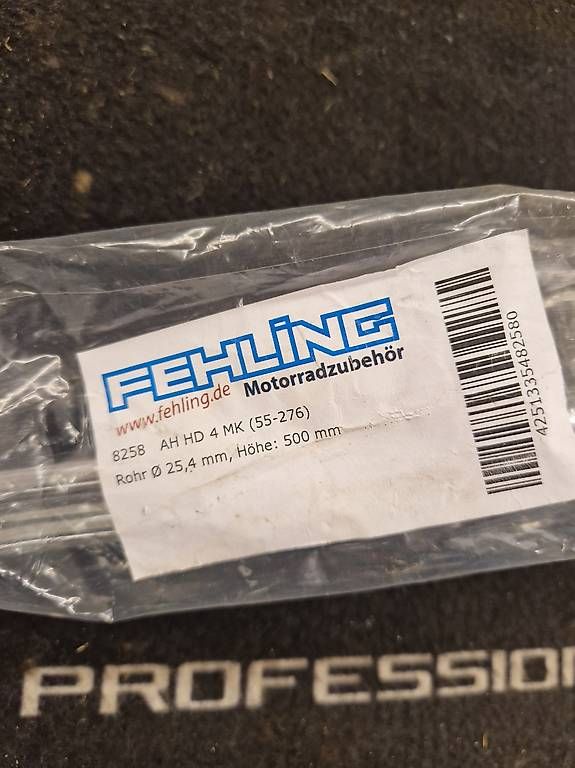 FEHLiNG
www.fehling.de Motorradzubehör
8258 AH HD 4 MK (55-276)
Rohr Ø 25,4 mm, Höhe: 500 mm
4251335482580
PROFESSION